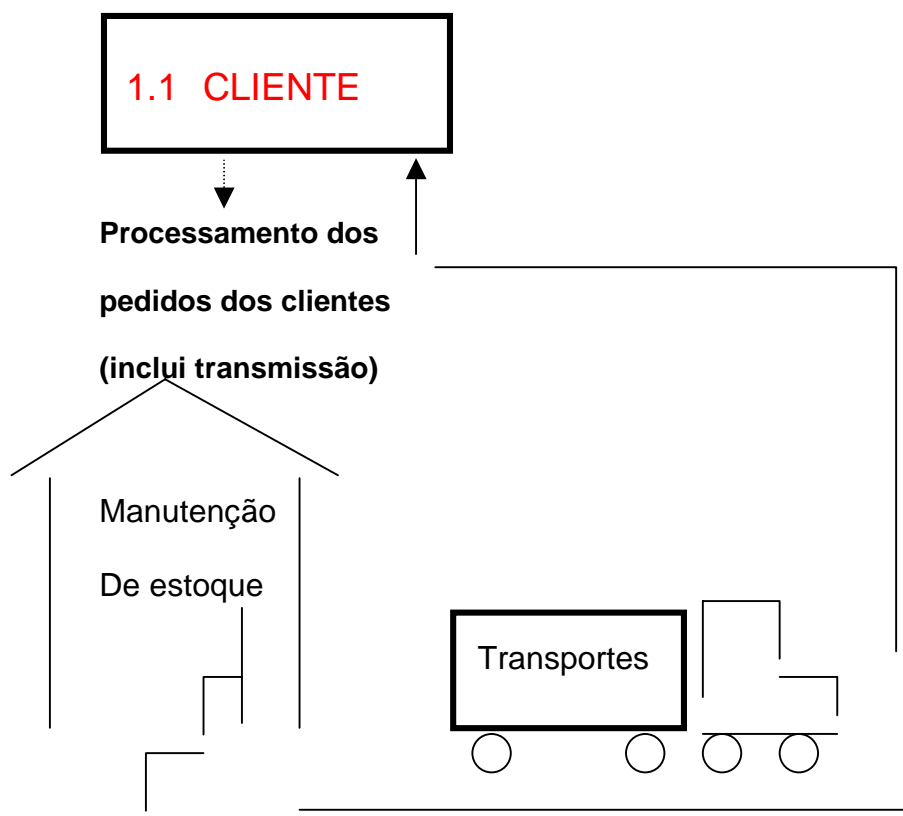 1.1 CLIENTE
Processamento dos
pedidos dos clientes
(inclui transmissão)
Manutenção
De estoque
Transportes